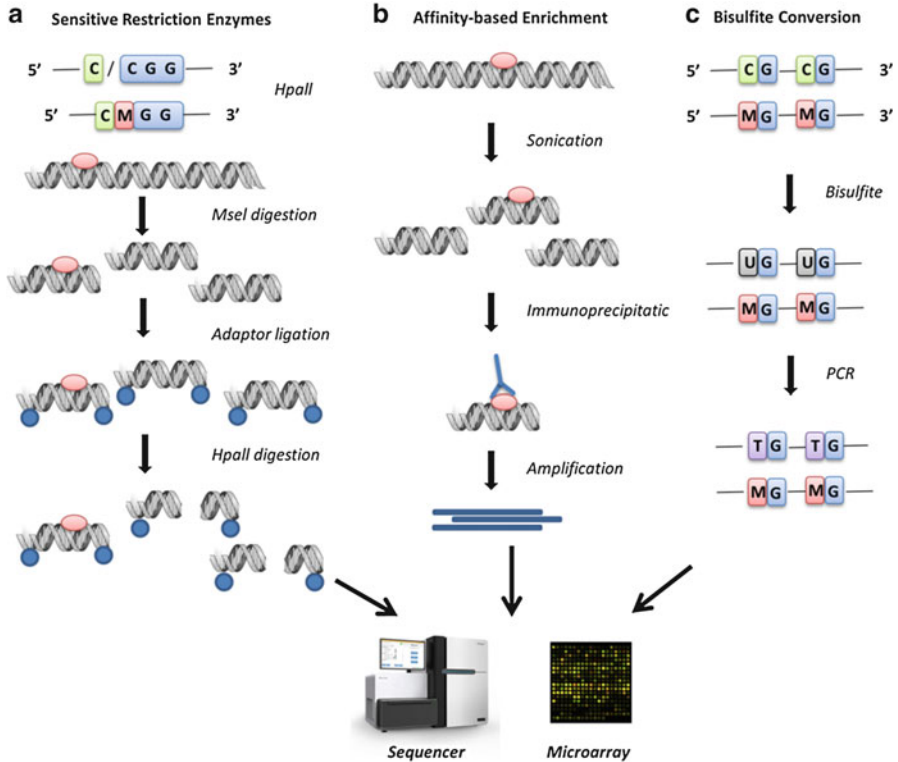 a Sensitive Restriction Enzymes
5’ C / C G G 3’
HpaII
5’ C M G G 3’
MseI digestion
Adaptor ligation
HpaII digestion
b Affinity-based Enrichment
Sonication
Immunoprecipitatic
Amplification
c Bisulfite Conversion
5’ C G C G 3’
5’ M G M G 3’
Bisulfite
U G U G
M G M G
PCR
T G T G
M G M G
Sequencer
Microarray